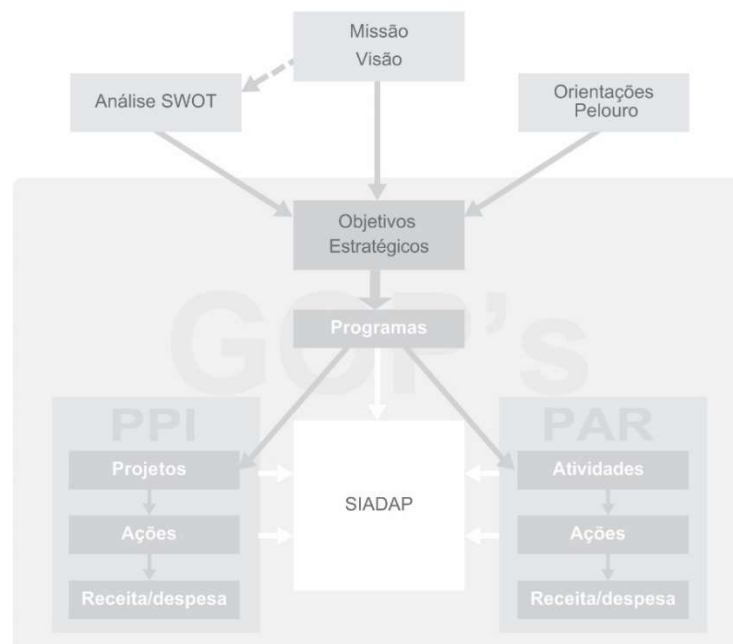 Missão
Visão
Análise SWOT
Orientações
Pelouro
Objetivos
Estratégicos
GOP's
Programas
PPI
PAR
Projetos
Atividades
SIADAP
Ações
Ações
Receita/despesa
Receita/despesa